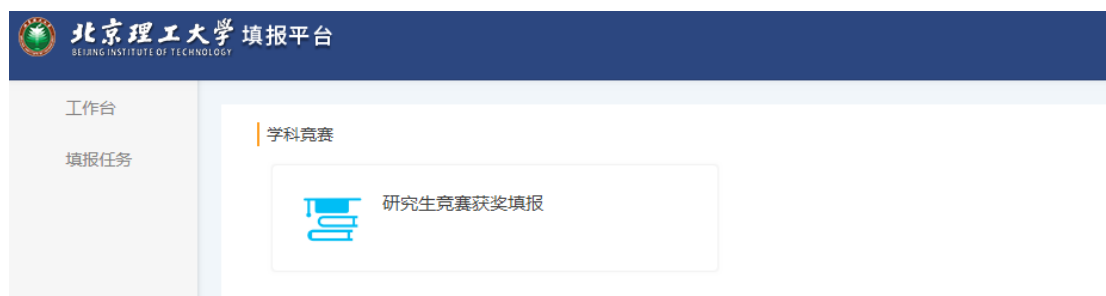 北京理工大学 填报平台
BEIJING INSTITUTE OF TECHNOLOGY
工作台
填报任务
学科竞赛
研究生竞赛获奖填报